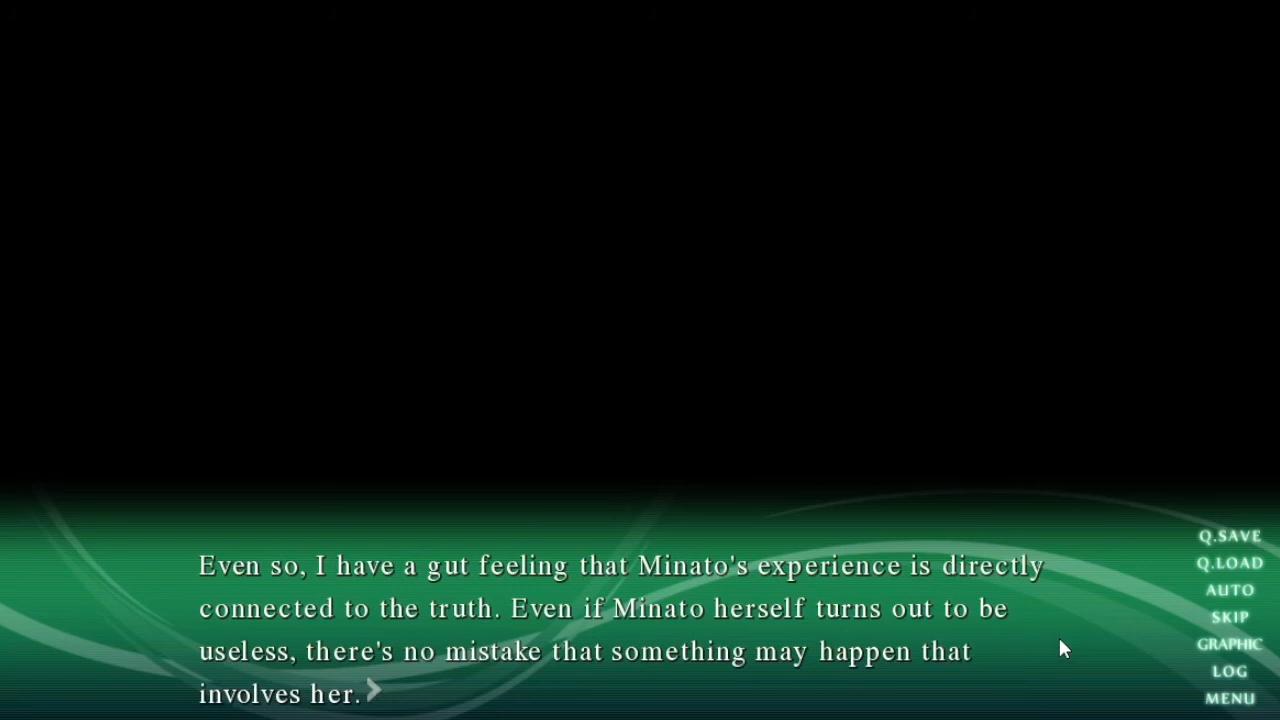 Even so, I have a gut feeling that Minato's experience is directly
connected to the truth. Even if Minato herself turns out to be
useless, there's no mistake that something may happen that
involves her.
Q.SAVE
Q.LOAD
AUTO
SKIP
GRAPHIC
LOG
MENU